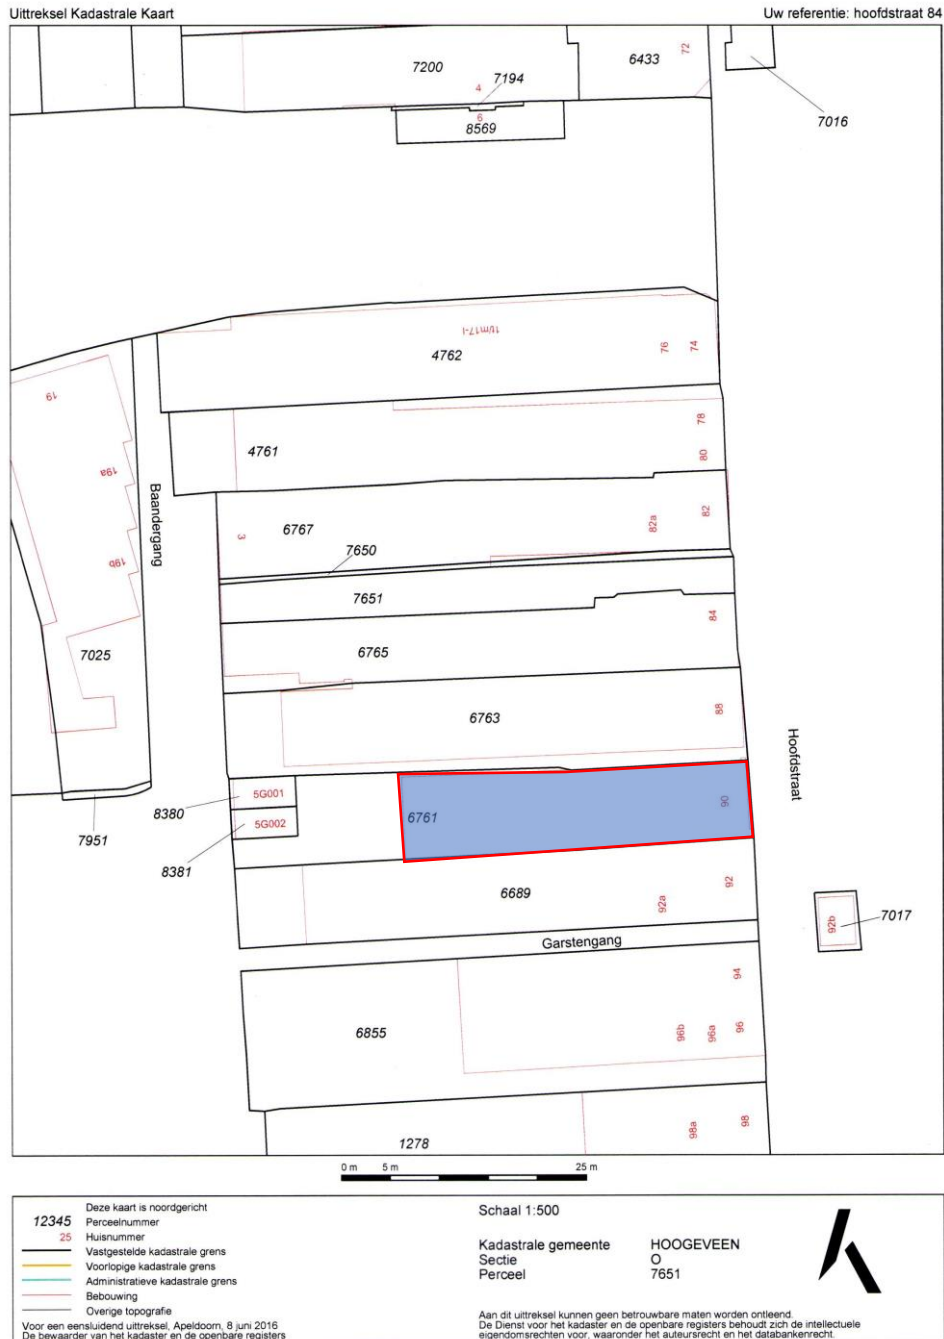 Uittreksel Kadastrale Kaart
Uw referentie: hoofdstraat 84
7200
6433
72
7194
4
6
8569
7016
1t/m17-I
4762
76
74
19
78
4761
80
19a
Baandergang
6767
3
82a
82
7650
19b
7651
84
7025
6765
6763
88
Hoofdstraat
8380
5G001
90
6761
7951
5G002
8381
6689
92a
92
92b
7017
Garstengang
94
6855
96b
96a
96
1278
98a
98
0 m 5 m 25 m
Deze kaart is noordgericht
12345 Perceelnummer
25 Huisnummer
Vastgestelde kadastrale grens
Voorlopige kadastrale grens
Administratieve kadastrale grens
Bebouwing
Overige topografie
Voor een eensluidend uittreksel, Apeldoorn, 8 juni 2016
De bewaarder van het kadaster en de openbare registers
Schaal 1:500
Kadastrale gemeente HOOGEVEEN
Sectie O
Perceel 7651
Aan dit uittreksel kunnen geen betrouwbare maten worden ontleend.
De Dienst voor het kadaster en de openbare registers behoudt zich de intellectuele
eigendomsrechten voor, waaronder het auteursrecht en het databankenrecht.